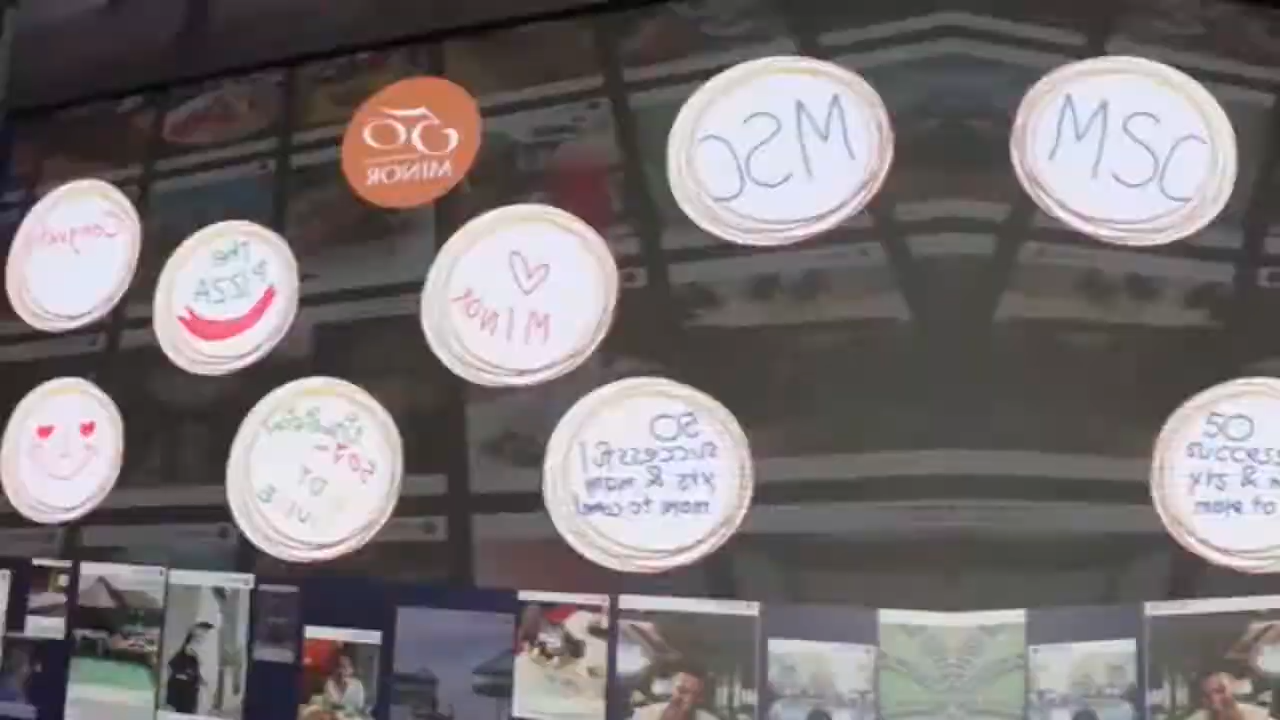 50
MINOR
MSC
MSC
congrats
The
PIZZA
MINOR
50
successful
yrs & many
more to come!
50
success
yrs & m
more to